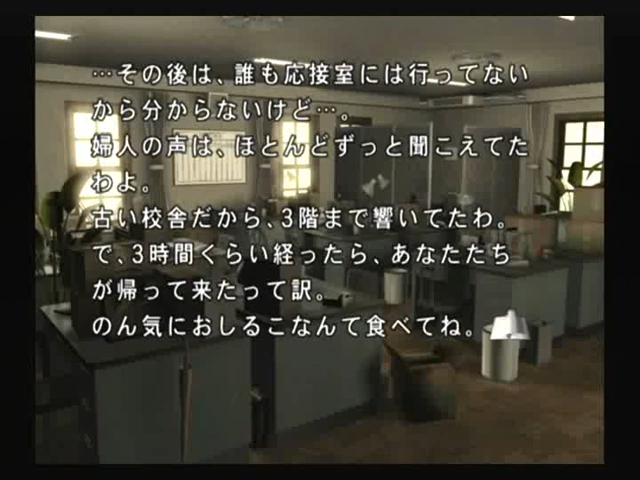 …その後は、誰も応接室には行ってない
から分からないけど…。
婦人の声は、ほとんどずっと聞こえてた
わよ。
古い校舎だから、3階まで響いてたわ。
で、3時間くらい経ったら、あなたたち
が帰って来たって訳。
のん気におしるこなんて食べてね。